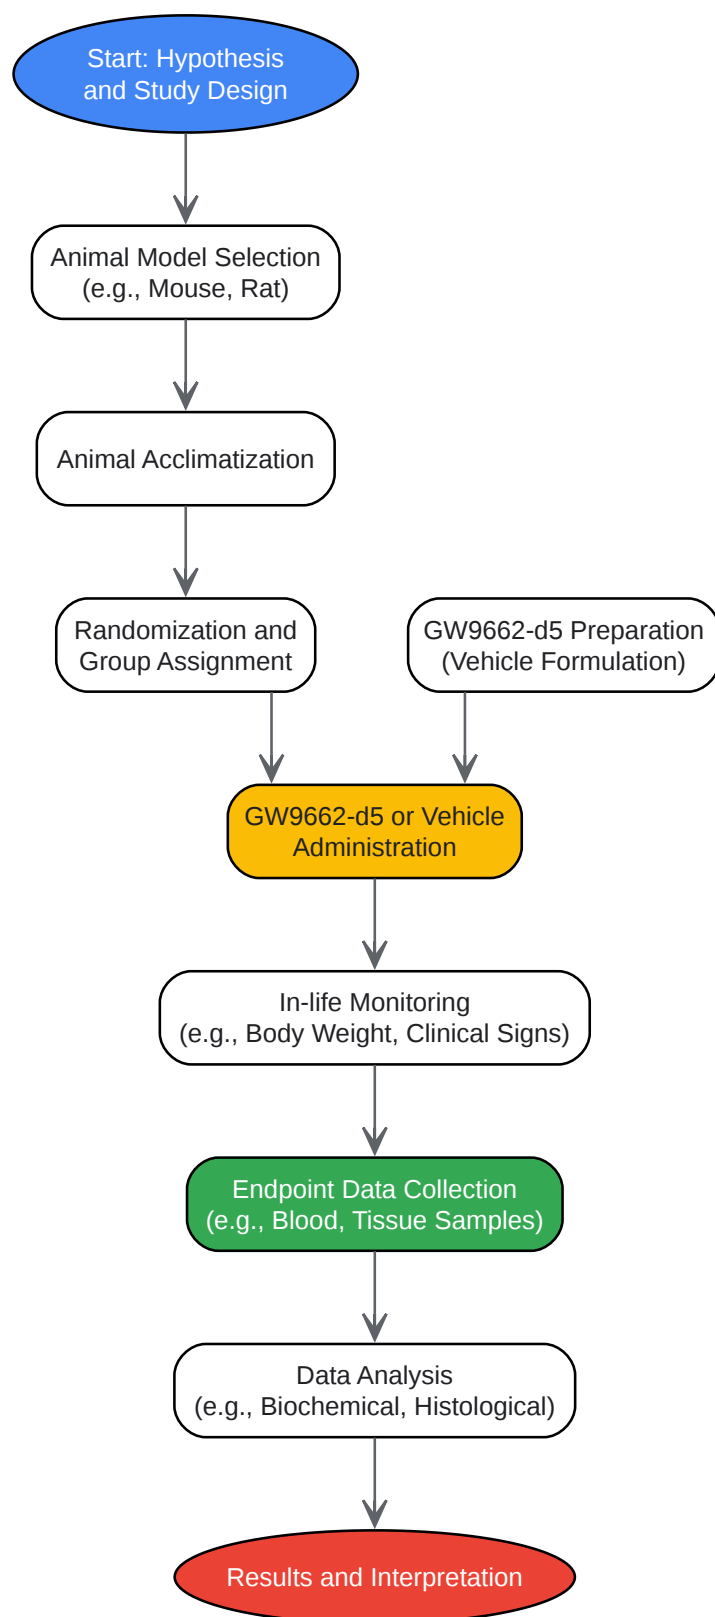 Start: Hypothesis
and Study Design
Animal Model Selection
(e.g., Mouse, Rat)
Animal Acclimatization
Randomization and
Group Assignment
GW9662-d5 Preparation
(Vehicle Formulation)
GW9662-d5 or Vehicle
Administration
In-life Monitoring
(e.g., Body Weight, Clinical Signs)
Endpoint Data Collection
(e.g., Blood, Tissue Samples)
Data Analysis
(e.g., Biochemical, Histological)
Results and Interpretation